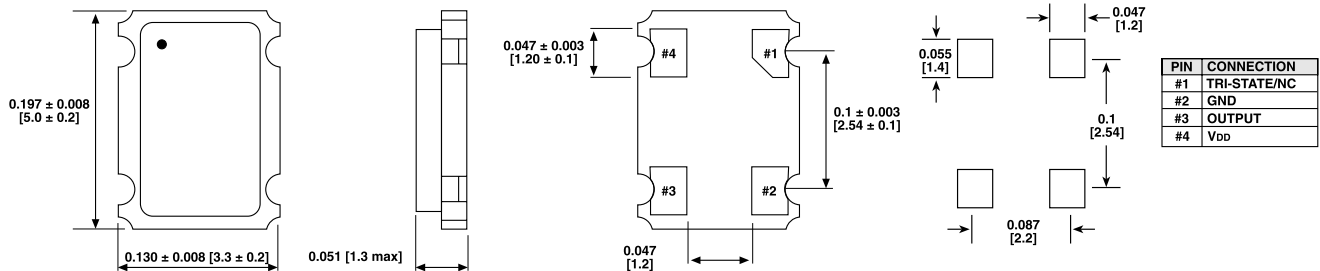 0.197 ± 0.008
[5.0 ± 0.2]
0.130 ± 0.008 [3.3 ± 0.2]
0.051 [1.3 max]
0.047 ± 0.003
[1.20 ± 0.1]
#4
#1
#3
#2
0.1 ± 0.003
[2.54 ± 0.1]
0.047
[1.2]
0.047
[1.2]
0.055
[1.4]
0.1
[2.54]
0.087
[2.2]
PIN CONNECTION
#1 TRI-STATE/NC
#2 GND
#3 OUTPUT
#4 VDD